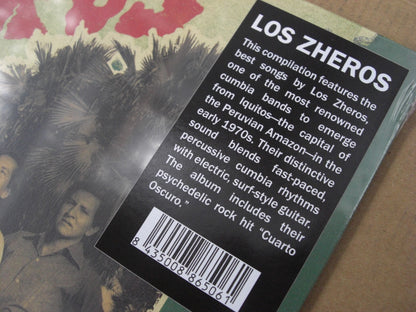 LOS ZHEROS
This compilation features the
best songs by Los Zheros,
one of the most renowned
cumbia bands to emerge
from Iquitos—the capital of
the Peruvian Amazon—in the
early 1970s. Their distinctive
sound blends fast-paced,
percussive cumbia rhythms
with electric, surf-style guitar.
The album includes their
psychedelic rock hit “Cuarto
Oscuro.”
8 435008 865061